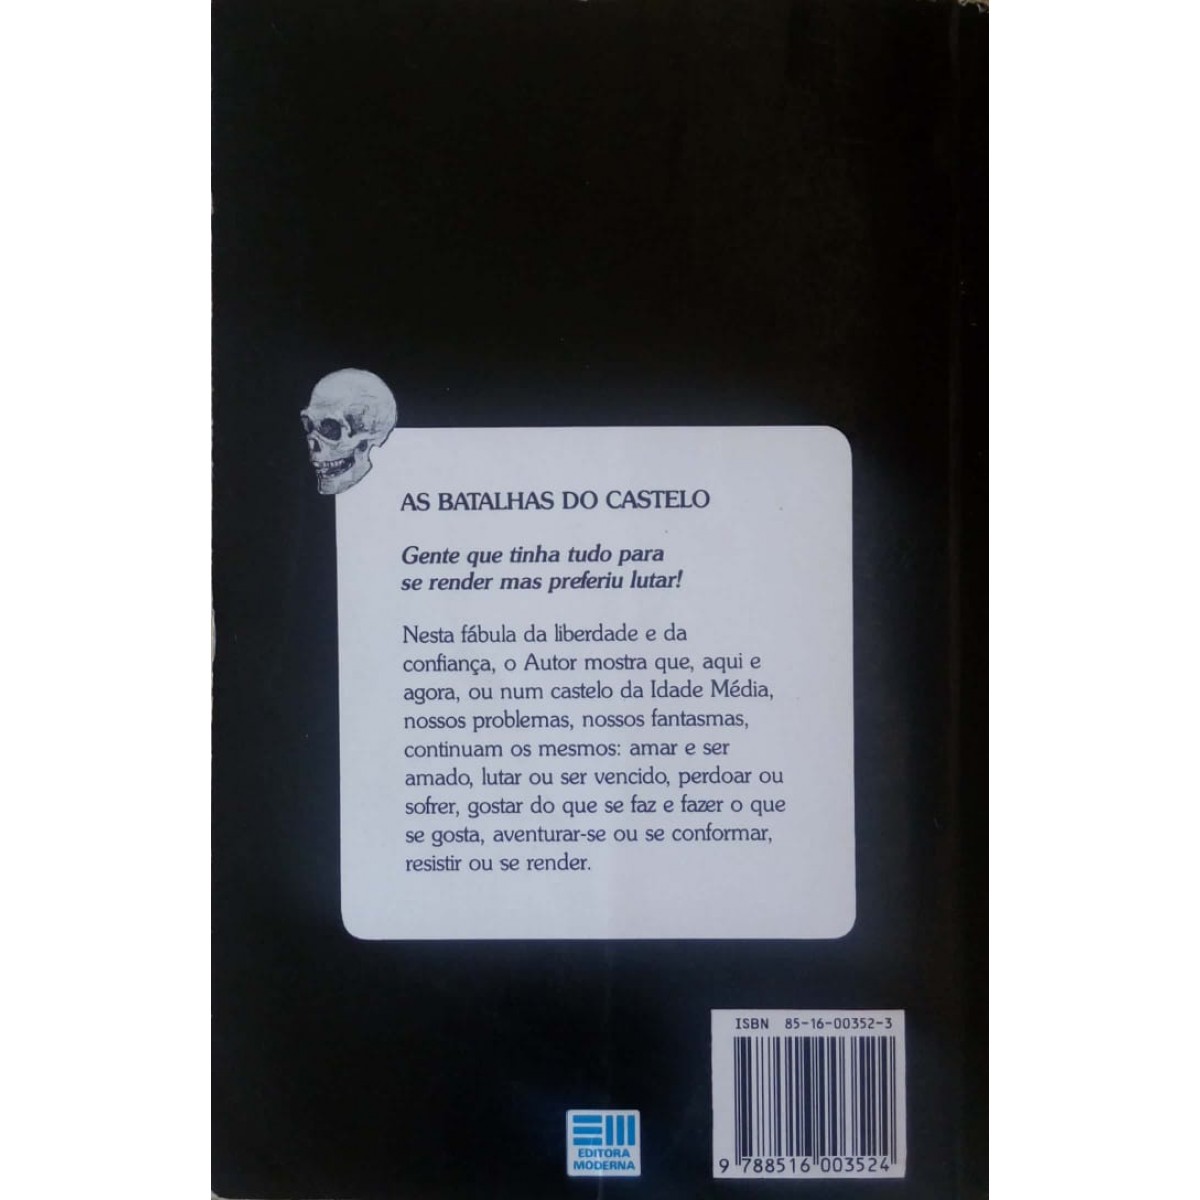 AS BATALHAS DO CASTELO
Gente que tinha tudo para
se render mas preferiu lutar!
Nesta fábula da liberdade e da
confiança, o Autor mostra que, aqui e
agora, ou num castelo da Idade Média,
nossos problemas, nossos fantasmas,
continuam os mesmos: amar e ser
amado, lutar ou ser vencido, perdoar ou
sofrer, gostar do que se faz e fazer o que
se gosta, aventurar-se ou se conformar,
resistir ou se render.
ISBN 85-16-00352-3
9 788516 003524
EDITORA
MODERNA